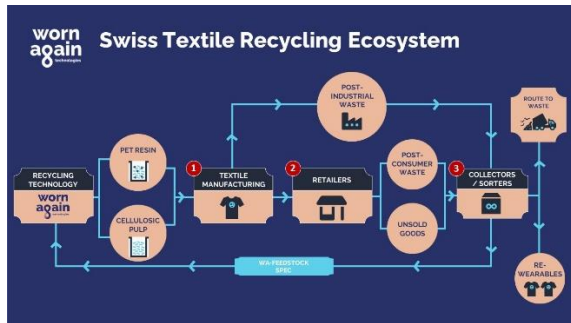 worn
again
technologies
Swiss Textile Recycling Ecosystem
POST-
INDUSTRIAL
WASTE
ROUTE TO
WASTE
PET RESIN
1
2
POST-
CONSUMER
WASTE
3
RECYCLING
TECHNOLOGY
TEXTILE
MANUFACTURING
RETAILERS
COLLECTORS
/ SORTERS
worn
again
CELLULOSIC
PULP
UNSOLD
GOODS
WA-FEEDSTOCK
SPEC
RE-
WEARABLES